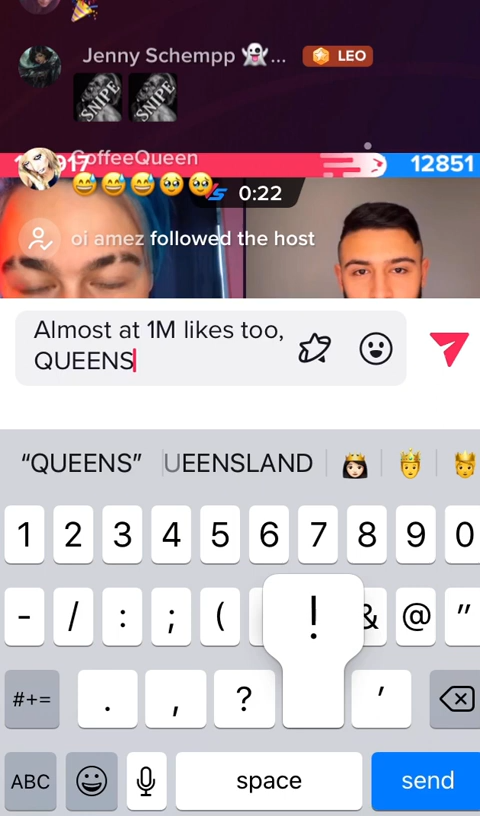 Jenny Schempp 👻...
LEO
SNIPE SNIPE
CoffeeQueen
917
12851
😅😅😅🥹🥹
0:22
oi amez followed the host
Almost at 1M likes too,
QUEENS
“QUEENS” UEENSLAND 👸 🤴 🫅
1 2 3 4 5 6 7 8 9 0
- / : ; ( ! & @ "
#+= . , ? '
ABC space send